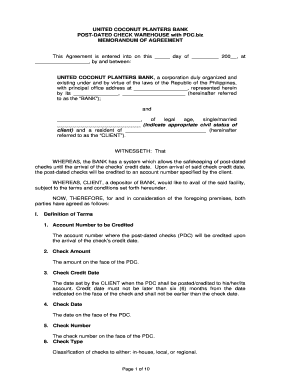 UNITED COCONUT PLANTERS BANK
POST-DATED CHECK WAREHOUSE with PDC.biz
MEMORANDUM OF AGREEMENT
This Agreement is entered into on this _____ day of _________ 200__, at
_______________, by and between:
UNITED COCONUT PLANTERS BANK, a corporation duly organized and
existing under and by virtue of the laws of the Republic of the Philippines,
with principal office address at ________________, represented herein
by its ____________, ________________ (hereinafter referred
to as the "BANK");
and
_________________, of legal age, single/married
_________________ (Indicate appropriate civil status of
client) and a resident of _________________ (hereinafter
referred to as the "CLIENT").
WITNESSETH: That
WHEREAS, the BANK has a system which allows the safekeeping of post-dated
checks until the arrival of the checks' credit date. Upon arrival of said check credit date,
the post-dated checks will be credited to an account number specified by the client.
WHEREAS, CLIENT, a depositor of BANK, would like to avail of the said facility,
subject to the terms and conditions set forth hereunder.
NOW, THEREFORE, for and in consideration of the foregoing premises, both
parties have agreed as follows:
I. Definition of Terms
1. Account Number to be Credited
The account number where the post-dated checks (PDC) will be credited upon
the arrival of the check's credit date.
2. Check Amount
The amount on the face of the PDC.
3. Check Credit Date
The date set by the CLIENT when the PDC shall be posted/credited to his/her/its
account. Credit date must not be later than six (6) months from the date
indicated on the face of the check and shall not be earlier than the check date.
4. Check Date
The date on the face of the PDC.
5. Check Number
The check number on the face of the PDC.
6. Check Type
Classification of checks to either: in-house, local, or regional.
Page 1 of 10